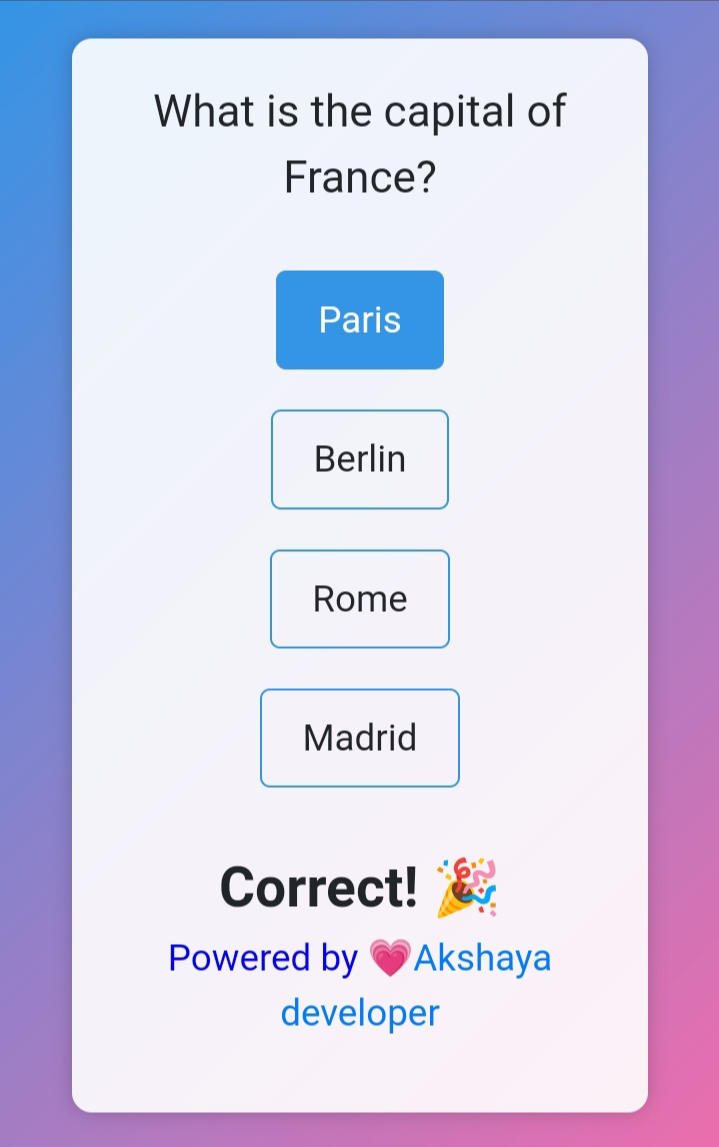 What is the capital of
France?
Paris
Berlin
Rome
Madrid
Correct! 🎉
Powered by 💗Akshaya
developer